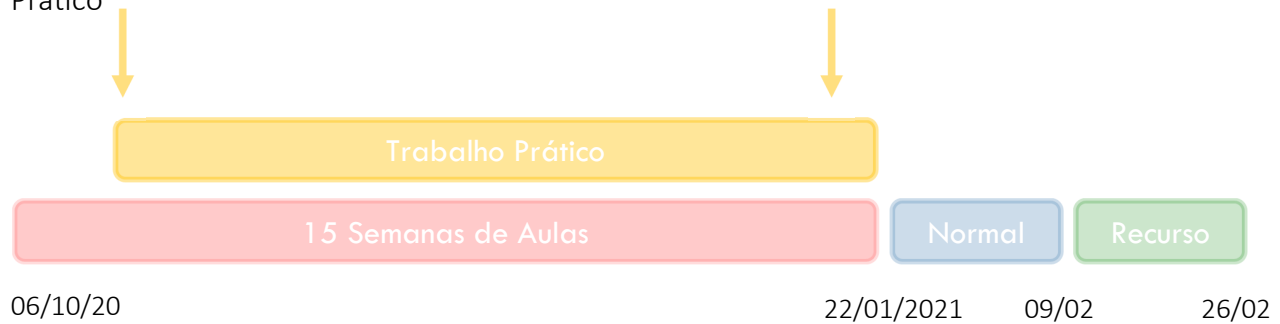 Prático
Trabalho Prático
15 Semanas de Aulas
Normal
Recurso
06/10/20
22/01/2021
09/02
26/02